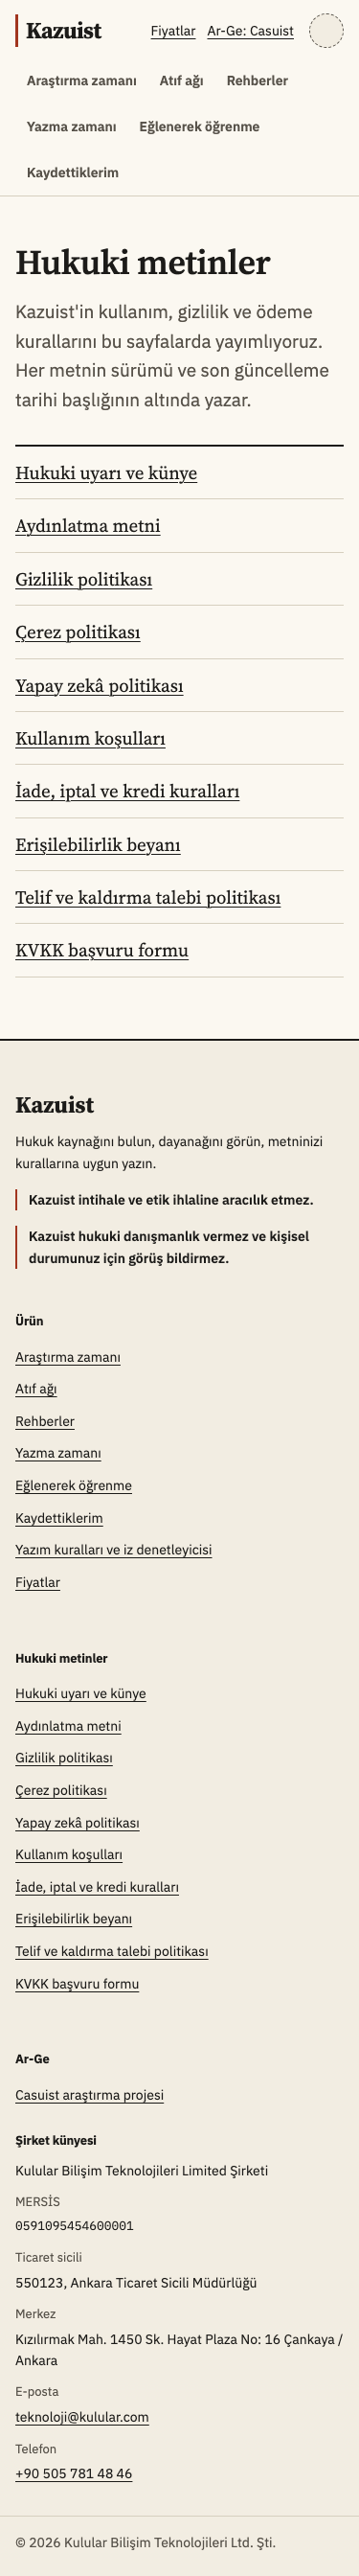 Kazuist
Fiyatlar Ar-Ge: Casuist
Araştırma zamanı Atıf ağı Rehberler
Yazma zamanı Eğlenerek öğrenme
Kaydettiklerim
Hukuki metinler
Kazuist'in kullanım, gizlilik ve ödeme
kurallarını bu sayfalarda yayımlıyoruz.
Her metnin sürümü ve son güncelleme
tarihi başlığının altında yazar.
Hukuki uyarı ve künye
Aydınlatma metni
Gizlilik politikası
Çerez politikası
Yapay zekâ politikası
Kullanım koşulları
İade, iptal ve kredi kuralları
Erişilebilirlik beyanı
Telif ve kaldırma talebi politikası
KVKK başvuru formu
Kazuist
Hukuk kaynağını bulun, dayanağını görün, metninizi
kurallarına uygun yazın.
Kazuist intihale ve etik ihlaline aracılık etmez.
Kazuist hukuki danışmanlık vermez ve kişisel
durumunuz için görüş bildirmez.
Ürün
Araştırma zamanı
Atıf ağı
Rehberler
Yazma zamanı
Eğlenerek öğrenme
Kaydettiklerim
Yazım kuralları ve iz denetleyicisi
Fiyatlar
Hukuki metinler
Hukuki uyarı ve künye
Aydınlatma metni
Gizlilik politikası
Çerez politikası
Yapay zekâ politikası
Kullanım koşulları
İade, iptal ve kredi kuralları
Erişilebilirlik beyanı
Telif ve kaldırma talebi politikası
KVKK başvuru formu
Ar-Ge
Casuist araştırma projesi
Şirket künyesi
Kulular Bilişim Teknolojileri Limited Şirketi
MERSİS
0591095454600001
Ticaret sicili
550123, Ankara Ticaret Sicili Müdürlüğü
Merkez
Kızılırmak Mah. 1450 Sk. Hayat Plaza No: 16 Çankaya /
Ankara
E-posta
teknoloji@kulular.com
Telefon
+90 505 781 48 46
© 2026 Kulular Bilişim Teknolojileri Ltd. Şti.